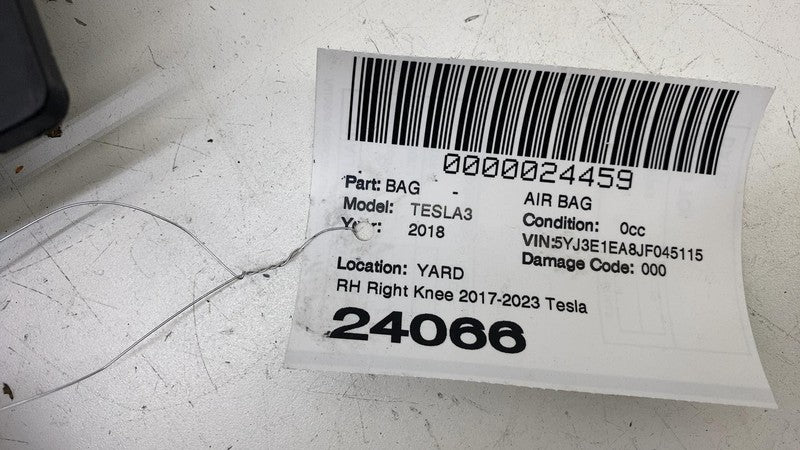 0000024459
Part: BAG - AIR BAG
Model: TESLA3 Condition: 0cc
Year: 2018 VIN:5YJ3E1EA8JF045115
Damage Code: 000
Location: YARD
RH Right Knee 2017-2023 Tesla
24066